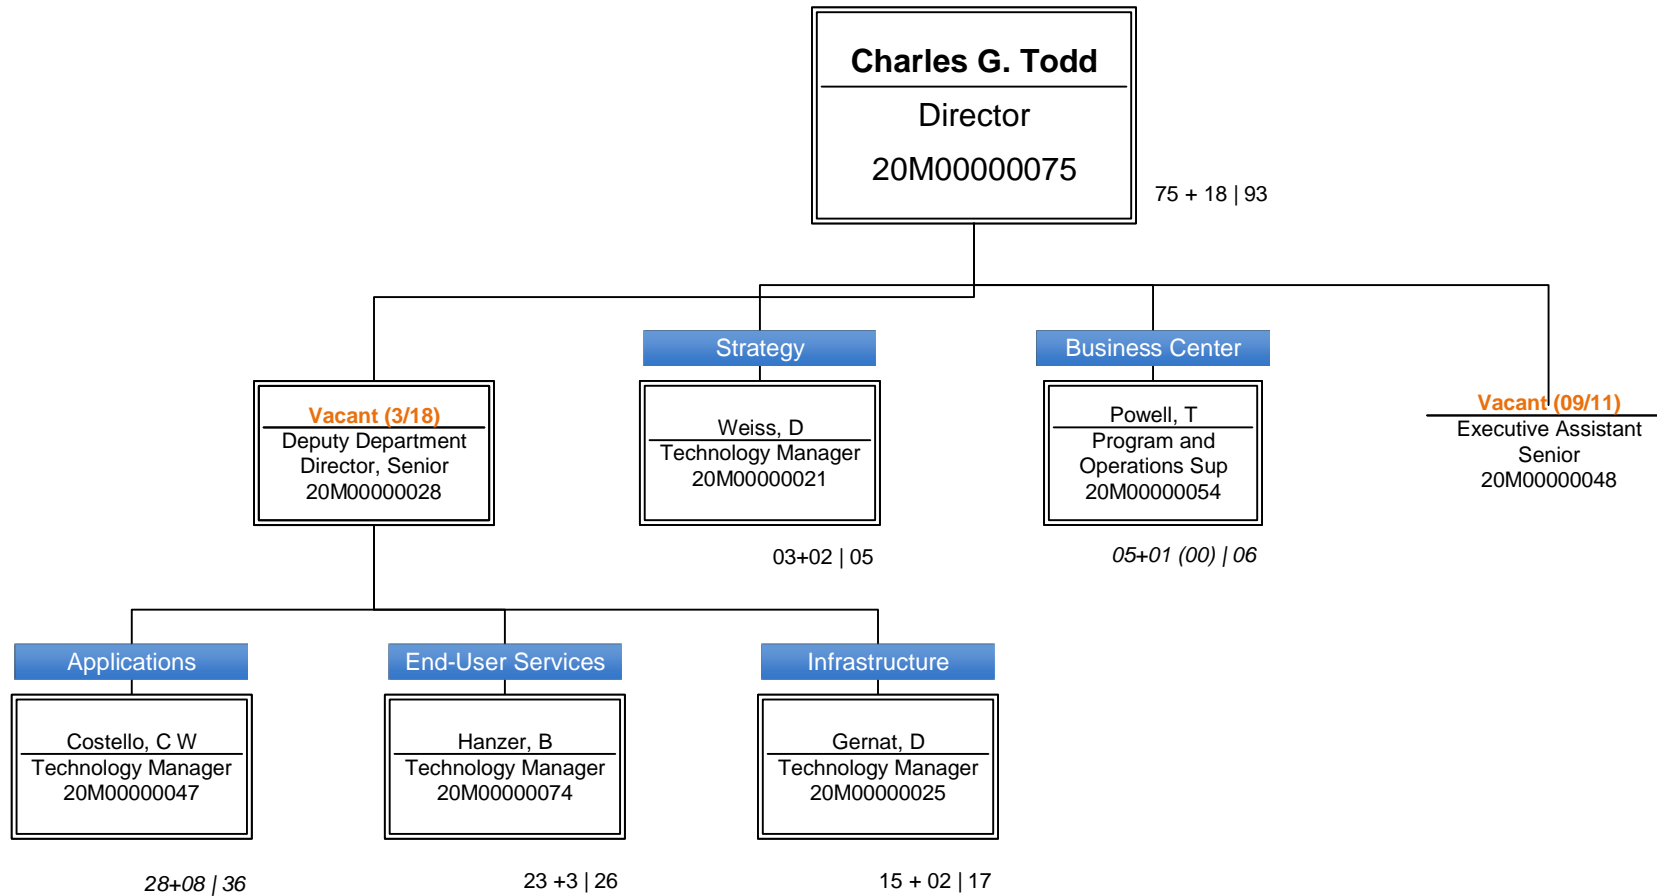 Charles G. Todd
Director
20M00000075
75 + 18 | 93
Strategy
Business Center
Vacant (3/18)
Deputy Department
Director, Senior
20M00000028
Weiss, D
Technology Manager
20M00000021
03+02 | 05
Powell, T
Program and
Operations Sup
20M00000054
05+01 (00) | 06
Vacant (09/11)
Executive Assistant
Senior
20M00000048
Applications
End-User Services
Infrastructure
Costello, C W
Technology Manager
20M00000047
28+08 | 36
Hanzer, B
Technology Manager
20M00000074
23 +3 | 26
Gernat, D
Technology Manager
20M00000025
15 + 02 | 17